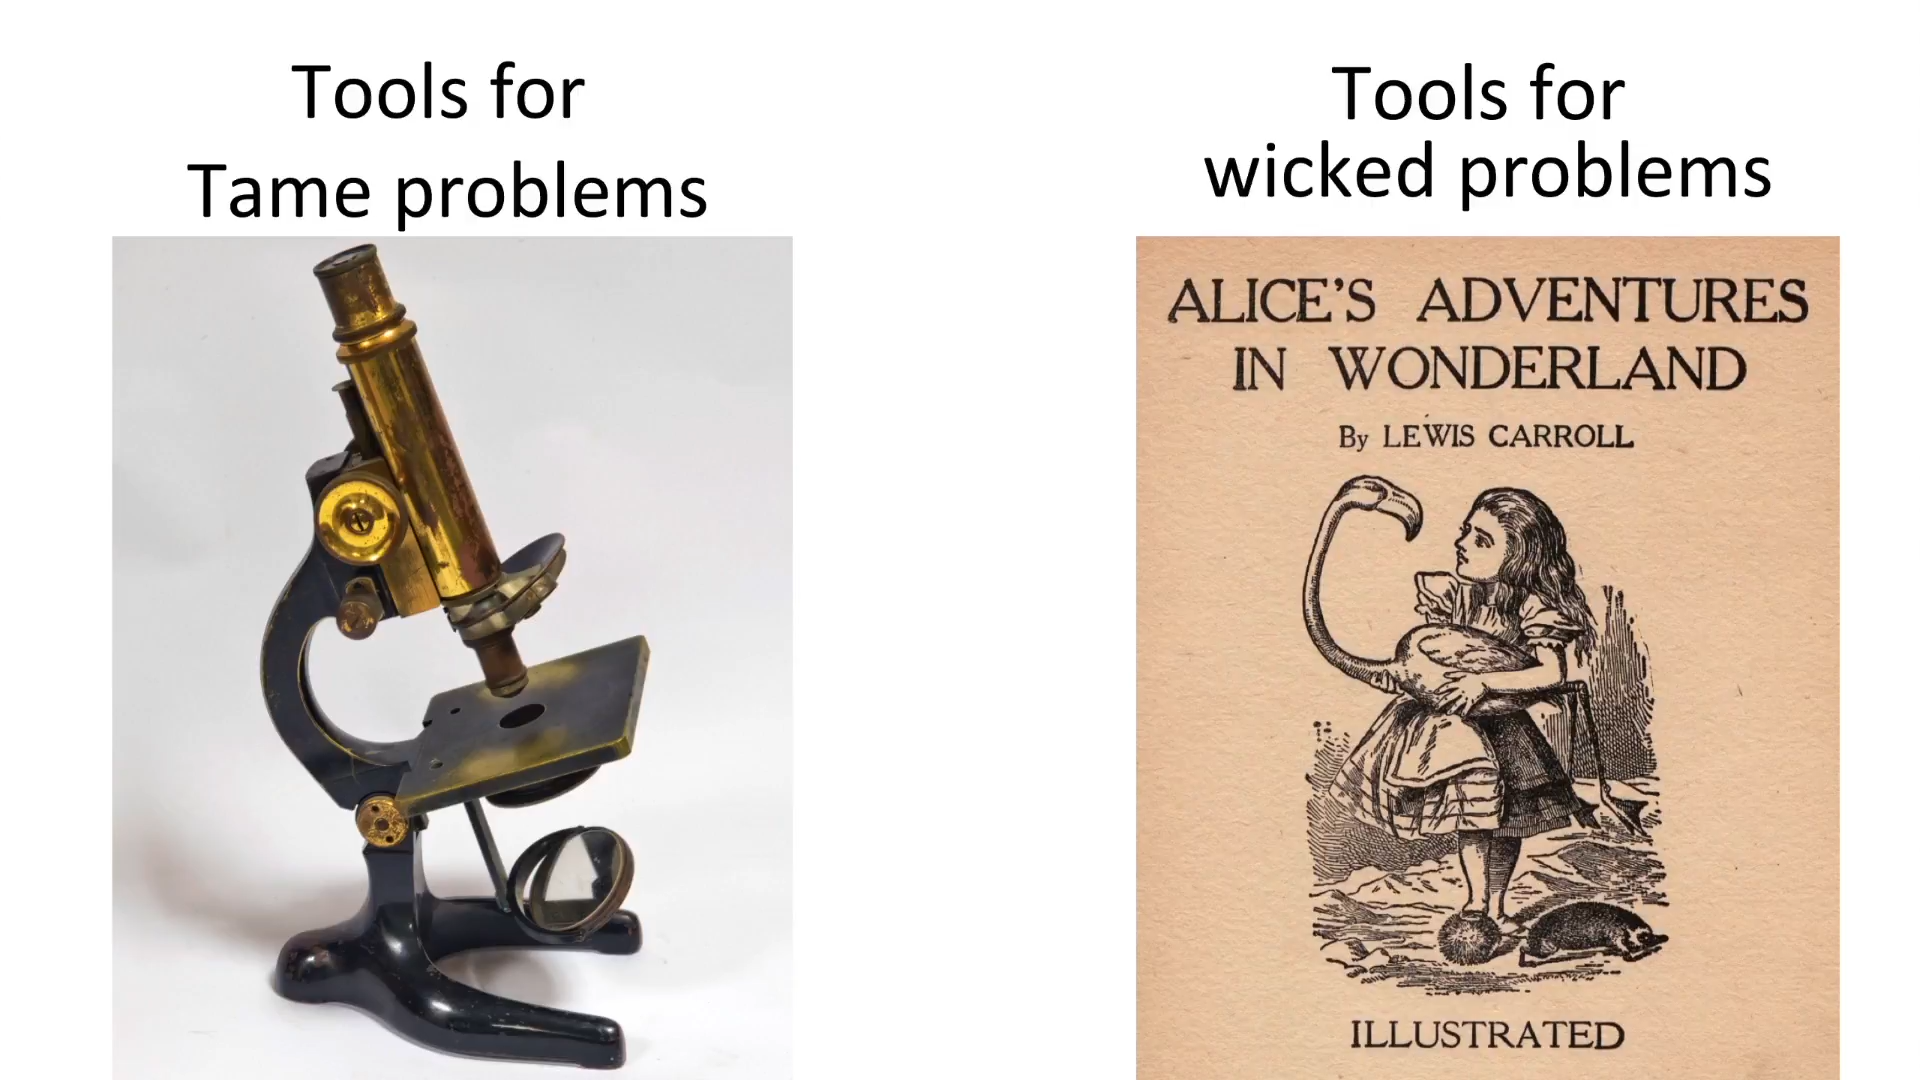 Tools for
Tame problems
Tools for
wicked problems
ALICE'S ADVENTURES
IN WONDERLAND
By LEWIS CARROLL
ILLUSTRATED